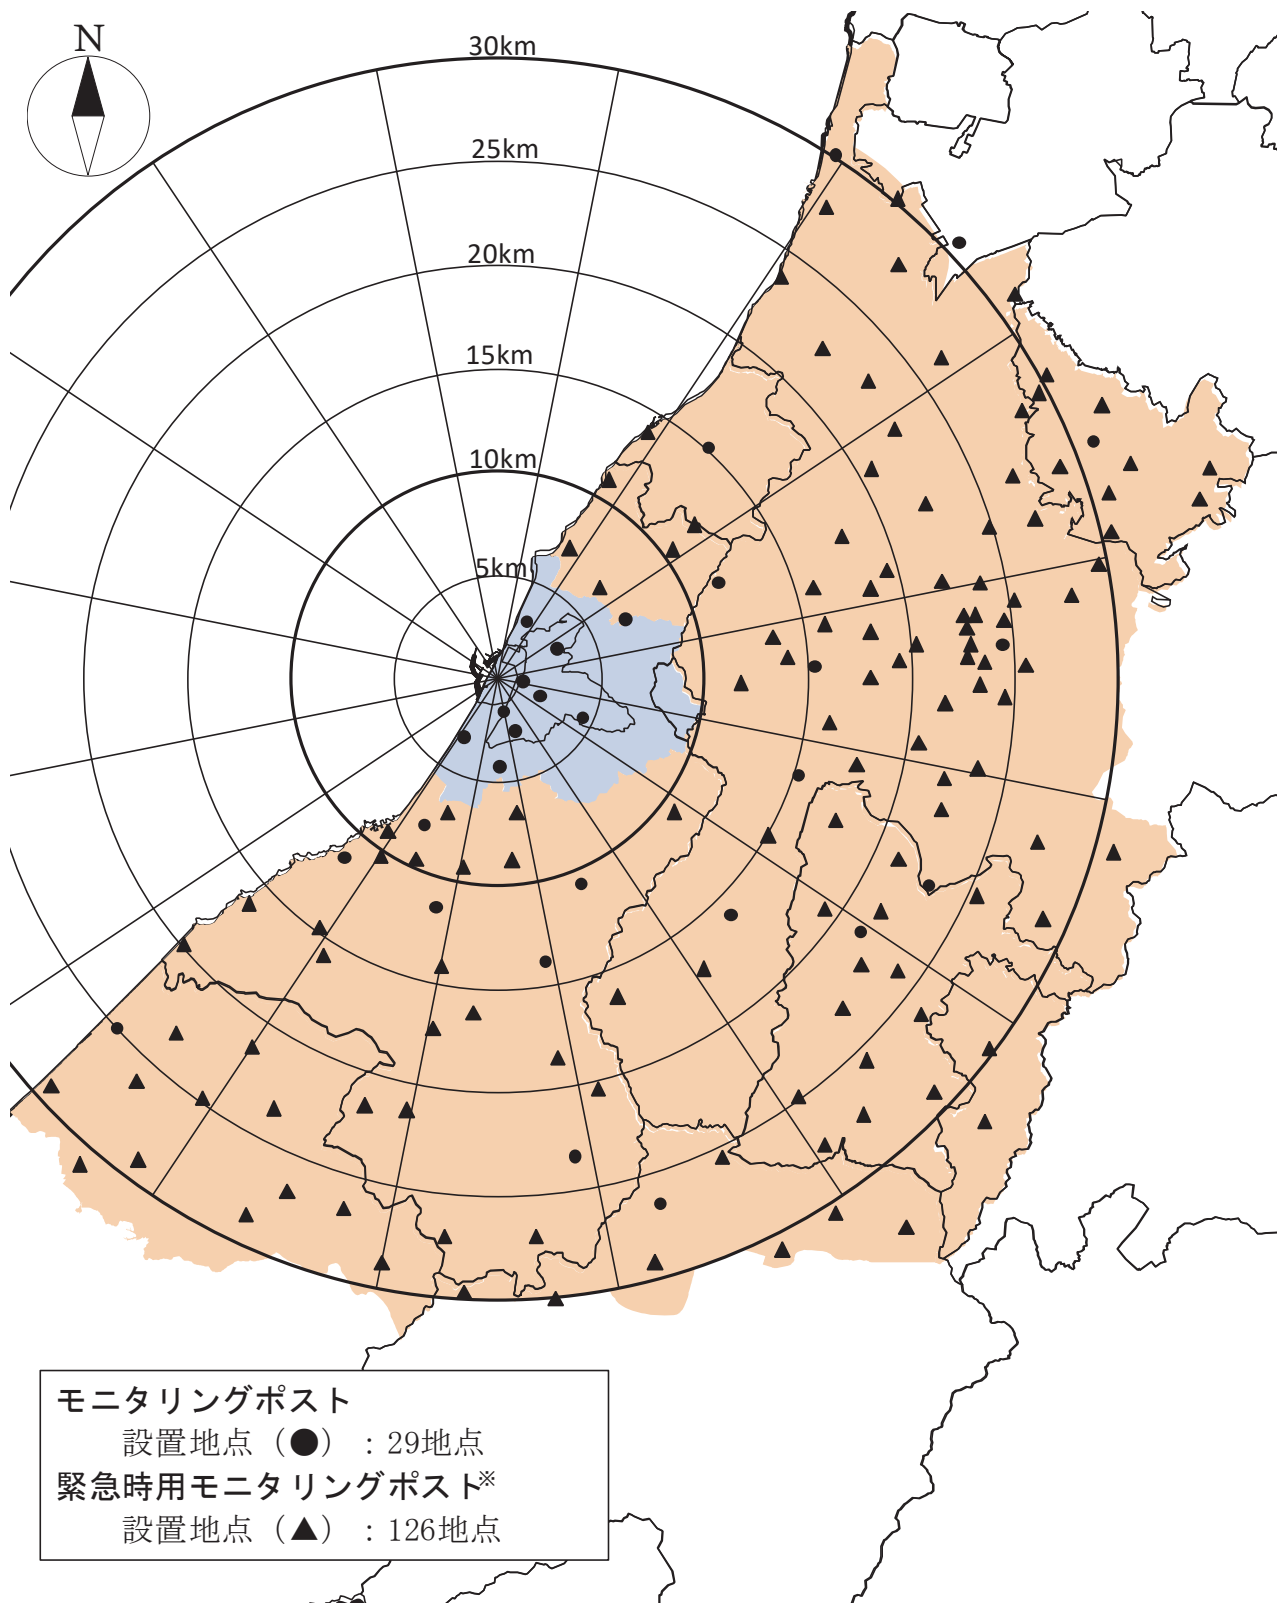 N
30km
25km
20km
15km
10km
5km
モニタリングポスト
設置地点（●）：29地点
緊急時用モニタリングポスト※
設置地点（▲）：126地点